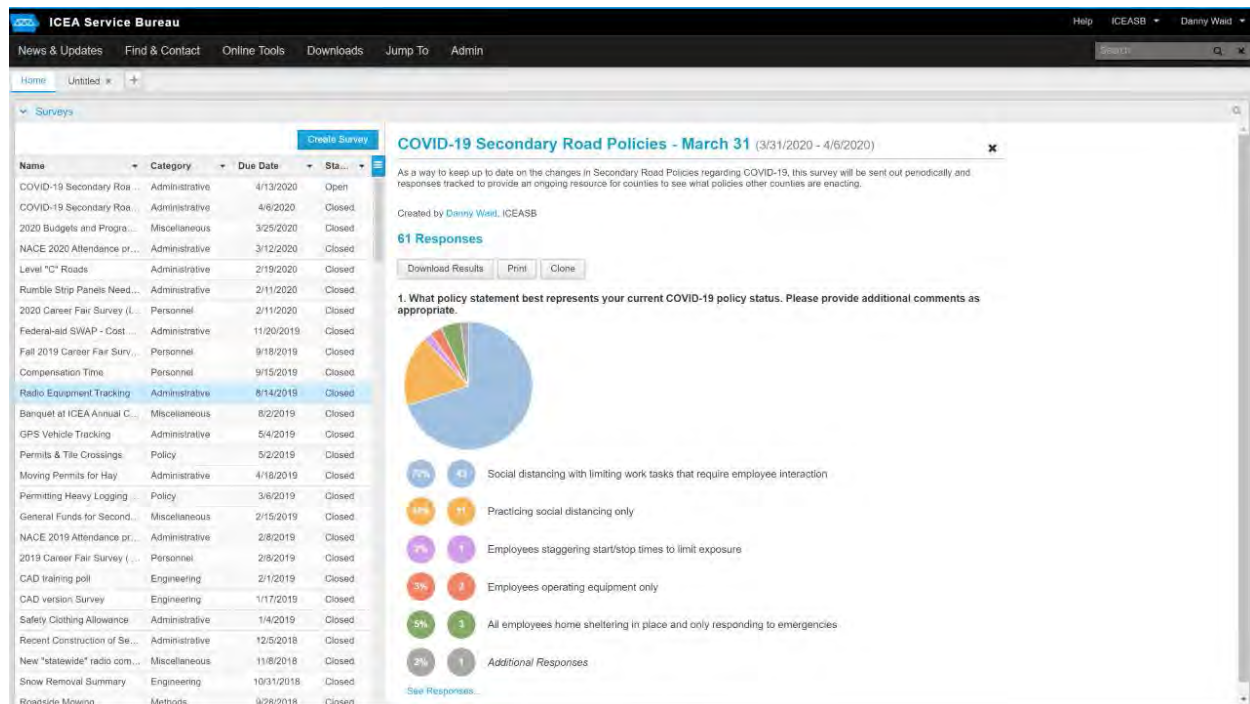 ICEA Service Bureau
Help ICEASB Danny Waid
News & Updates Find & Contact Online Tools Downloads Jump To Admin
Search
Home Untitled × +
Surveys
Create Survey
Name Category Due Date Sta...
COVID-19 Secondary Roa... Administrative 4/13/2020 Open
COVID-19 Secondary Roa... Administrative 4/6/2020 Closed
2020 Budgets and Progra... Miscellaneous 3/25/2020 Closed
NACE 2020 Attendance pr... Administrative 3/12/2020 Closed
Level "C" Roads Administrative 2/19/2020 Closed
Rumble Strip Panels Need... Administrative 2/11/2020 Closed
2020 Career Fair Survey (I... Personnel 2/11/2020 Closed
Federal-aid SWAP - Cost ... Administrative 11/20/2019 Closed
Fall 2019 Career Fair Surv... Personnel 9/18/2019 Closed
Compensation Time Personnel 9/15/2019 Closed
Radio Equipment Tracking Administrative 8/14/2019 Closed
Banquet at ICEA Annual C... Miscellaneous 8/2/2019 Closed
GPS Vehicle Tracking Administrative 5/4/2019 Closed
Permits & Tile Crossings Policy 5/2/2019 Closed
Moving Permits for Hay Administrative 4/18/2019 Closed
Permitting Heavy Logging ... Policy 3/6/2019 Closed
General Funds for Second... Miscellaneous 2/15/2019 Closed
NACE 2019 Attendance pr... Administrative 2/8/2019 Closed
2019 Career Fair Survey (... Personnel 2/8/2019 Closed
CAD training poll Engineering 2/1/2019 Closed
CAD version Survey Engineering 1/17/2019 Closed
Safety Clothing Allowance Administrative 1/4/2019 Closed
Recent Construction of Se... Administrative 12/5/2018 Closed
New "statewide" radio com... Miscellaneous 11/8/2018 Closed
Snow Removal Summary Engineering 10/31/2018 Closed
Roadside Mowing Methods 9/28/2018 Closed
COVID-19 Secondary Road Policies - March 31 (3/31/2020 - 4/6/2020)
As a way to keep up to date on the changes in Secondary Road Policies regarding COVID-19, this survey will be sent out periodically and
responses tracked to provide an ongoing resource for counties to see what policies other counties are enacting.
Created by Danny Waid, ICEASB
61 Responses
Download Results Print Clone
1. What policy statement best represents your current COVID-19 policy status. Please provide additional comments as
appropriate.
70% 43 Social distancing with limiting work tasks that require employee interaction
18% 11 Practicing social distancing only
2% 1 Employees staggering start/stop times to limit exposure
3% 2 Employees operating equipment only
5% 3 All employees home sheltering in place and only responding to emergencies
2% 1 Additional Responses
See Responses...